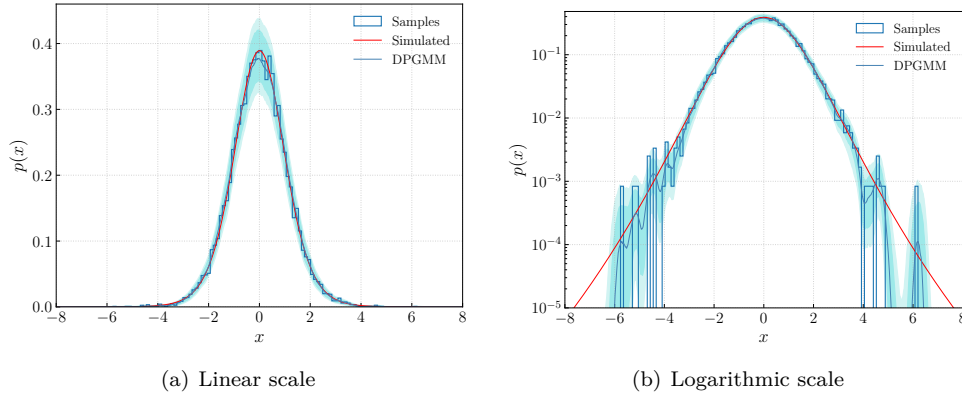 Samples
Simulated
DPGMM
0.4
0.3
0.2
0.1
0.0
p(x)
−8 −6 −4 −2 0 2 4 6 8
x
(a) Linear scale
Samples
Simulated
DPGMM
10⁻¹
10⁻²
10⁻³
10⁻⁴
10⁻⁵
p(x)
−8 −6 −4 −2 0 2 4 6 8
x
(b) Logarithmic scale